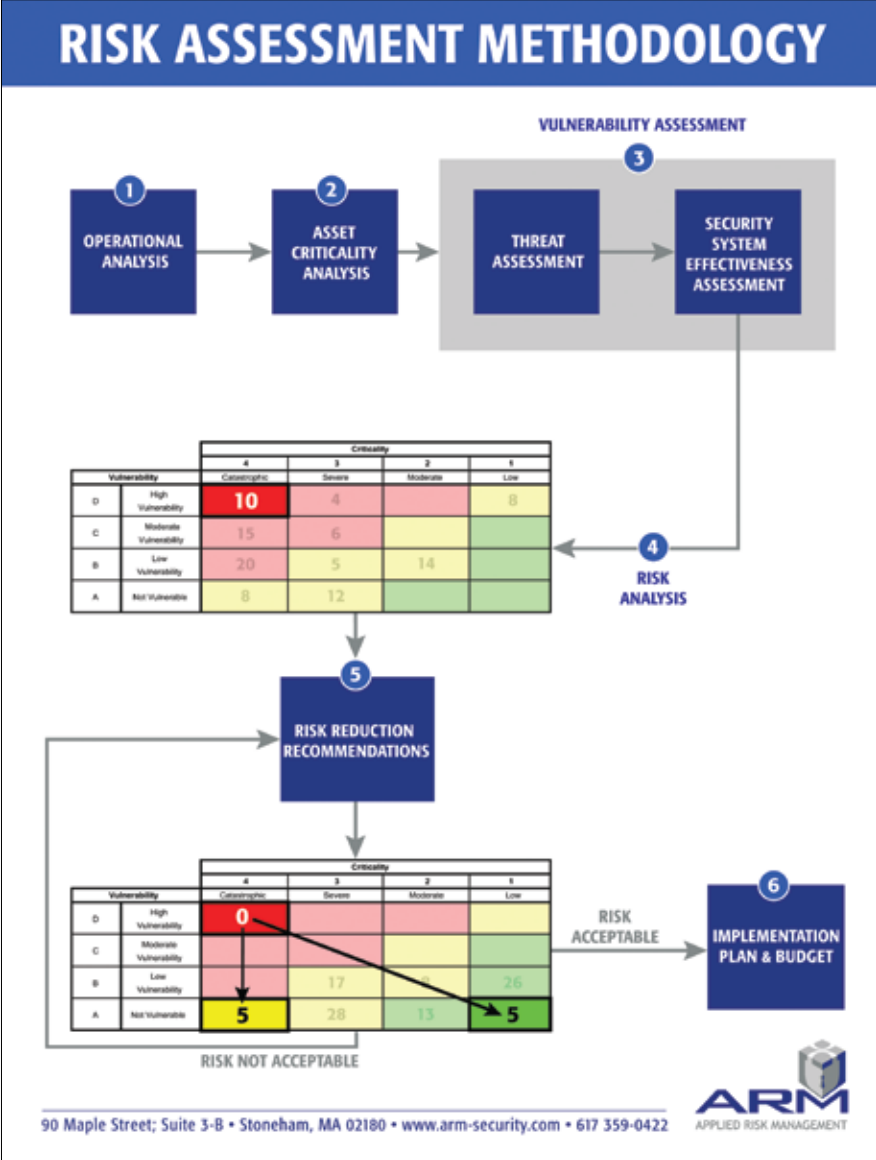 RISK ASSESSMENT METHODOLOGY
VULNERABILITY ASSESSMENT
3
1
2
OPERATIONAL
ANALYSIS
ASSET
CRITICALITY
ANALYSIS
THREAT
ASSESSMENT
SECURITY
SYSTEM
EFFECTIVENESS
ASSESSMENT
Criticality
4 3 2 1
Vulnerability Catastrophic Severe Moderate Low
D High Vulnerability 10 4 8
C Moderate Vulnerability 15 6
B Low Vulnerability 20 5 14
A Not Vulnerable 8 12
4
RISK
ANALYSIS
5
RISK REDUCTION
RECOMMENDATIONS
Criticality
4 3 2 1
Vulnerability Catastrophic Severe Moderate Low
D High Vulnerability 0
C Moderate Vulnerability
B Low Vulnerability 17 26
A Not Vulnerable 5 28 13 5
RISK
ACCEPTABLE
6
IMPLEMENTATION
PLAN & BUDGET
RISK NOT ACCEPTABLE
90 Maple Street; Suite 3-B • Stoneham, MA 02180 • www.arm-security.com • 617 359-0422
ARM
APPLIED RISK MANAGEMENT